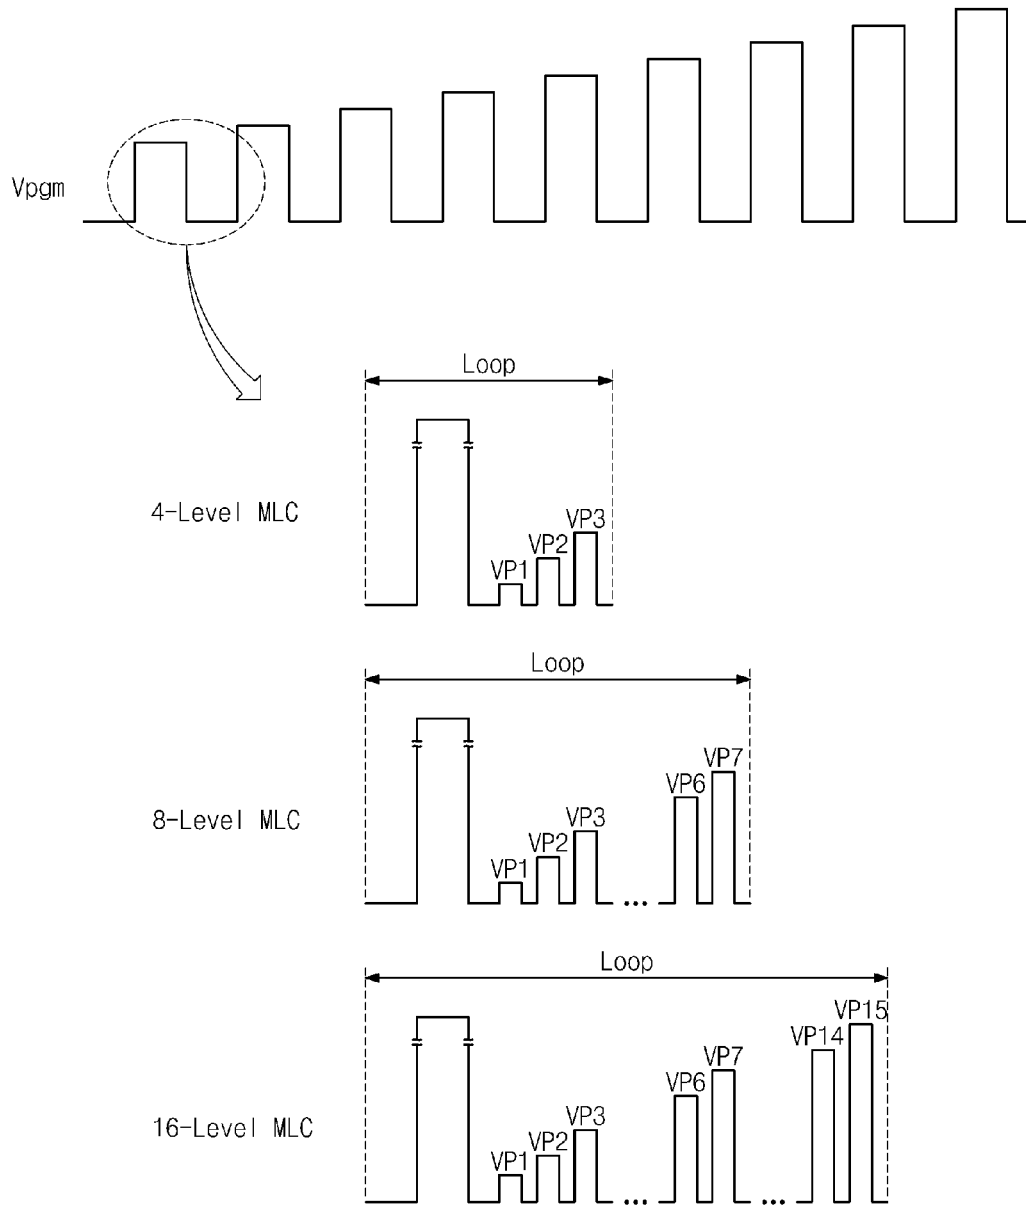 Vpgm
Loop
4-Level MLC
VP1
VP2
VP3
Loop
8-Level MLC
VP1
VP2
VP3
...
VP6
VP7
Loop
16-Level MLC
VP1
VP2
VP3
...
VP6
VP7
...
VP14
VP15